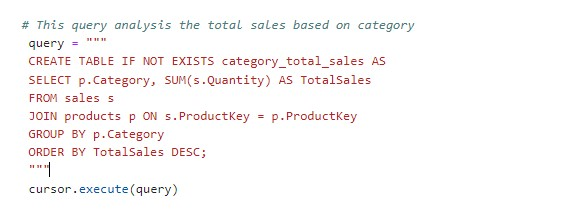 # This query analysis the total sales based on category
query = """
CREATE TABLE IF NOT EXISTS category_total_sales AS
SELECT p.Category, SUM(s.Quantity) AS TotalSales
FROM sales s
JOIN products p ON s.ProductKey = p.ProductKey
GROUP BY p.Category
ORDER BY TotalSales DESC;
"""
cursor.execute(query)